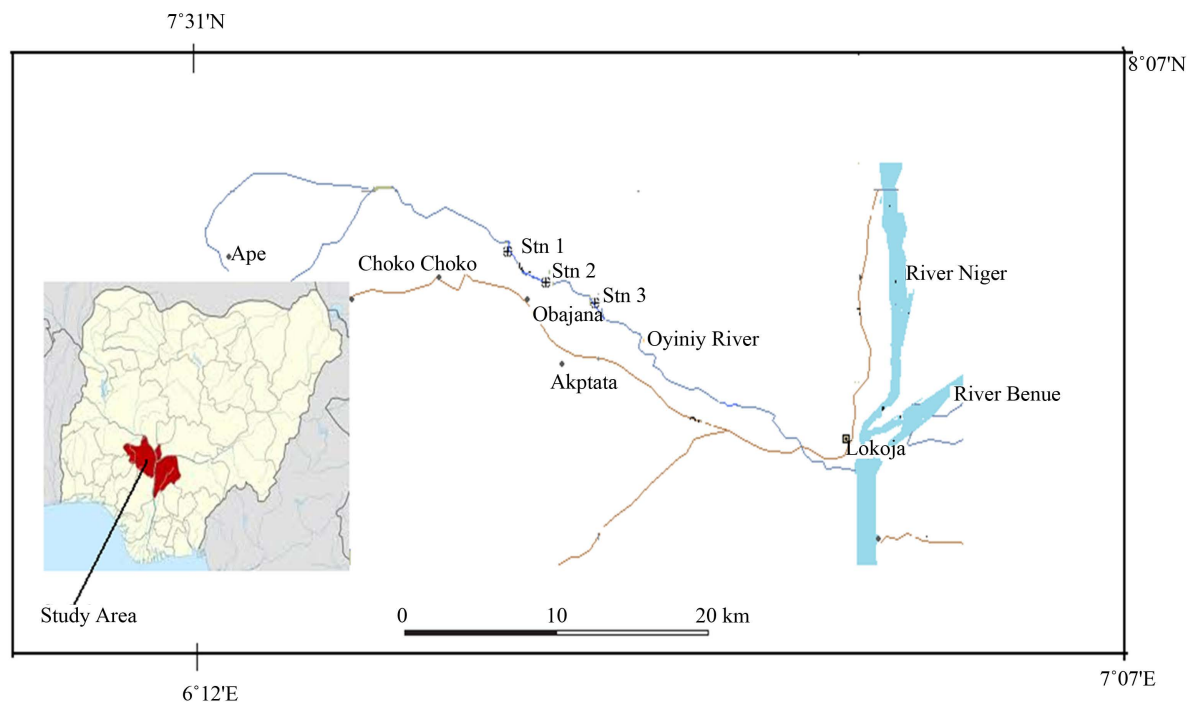 7˚31'N
8˚07'N
Ape
Stn 1
Choko Choko
Stn 2
River Niger
Stn 3
Obajana
Oyiniy River
Akptata
River Benue
Lokoja
Study Area
0 10 20 km
6˚12'E
7˚07'E